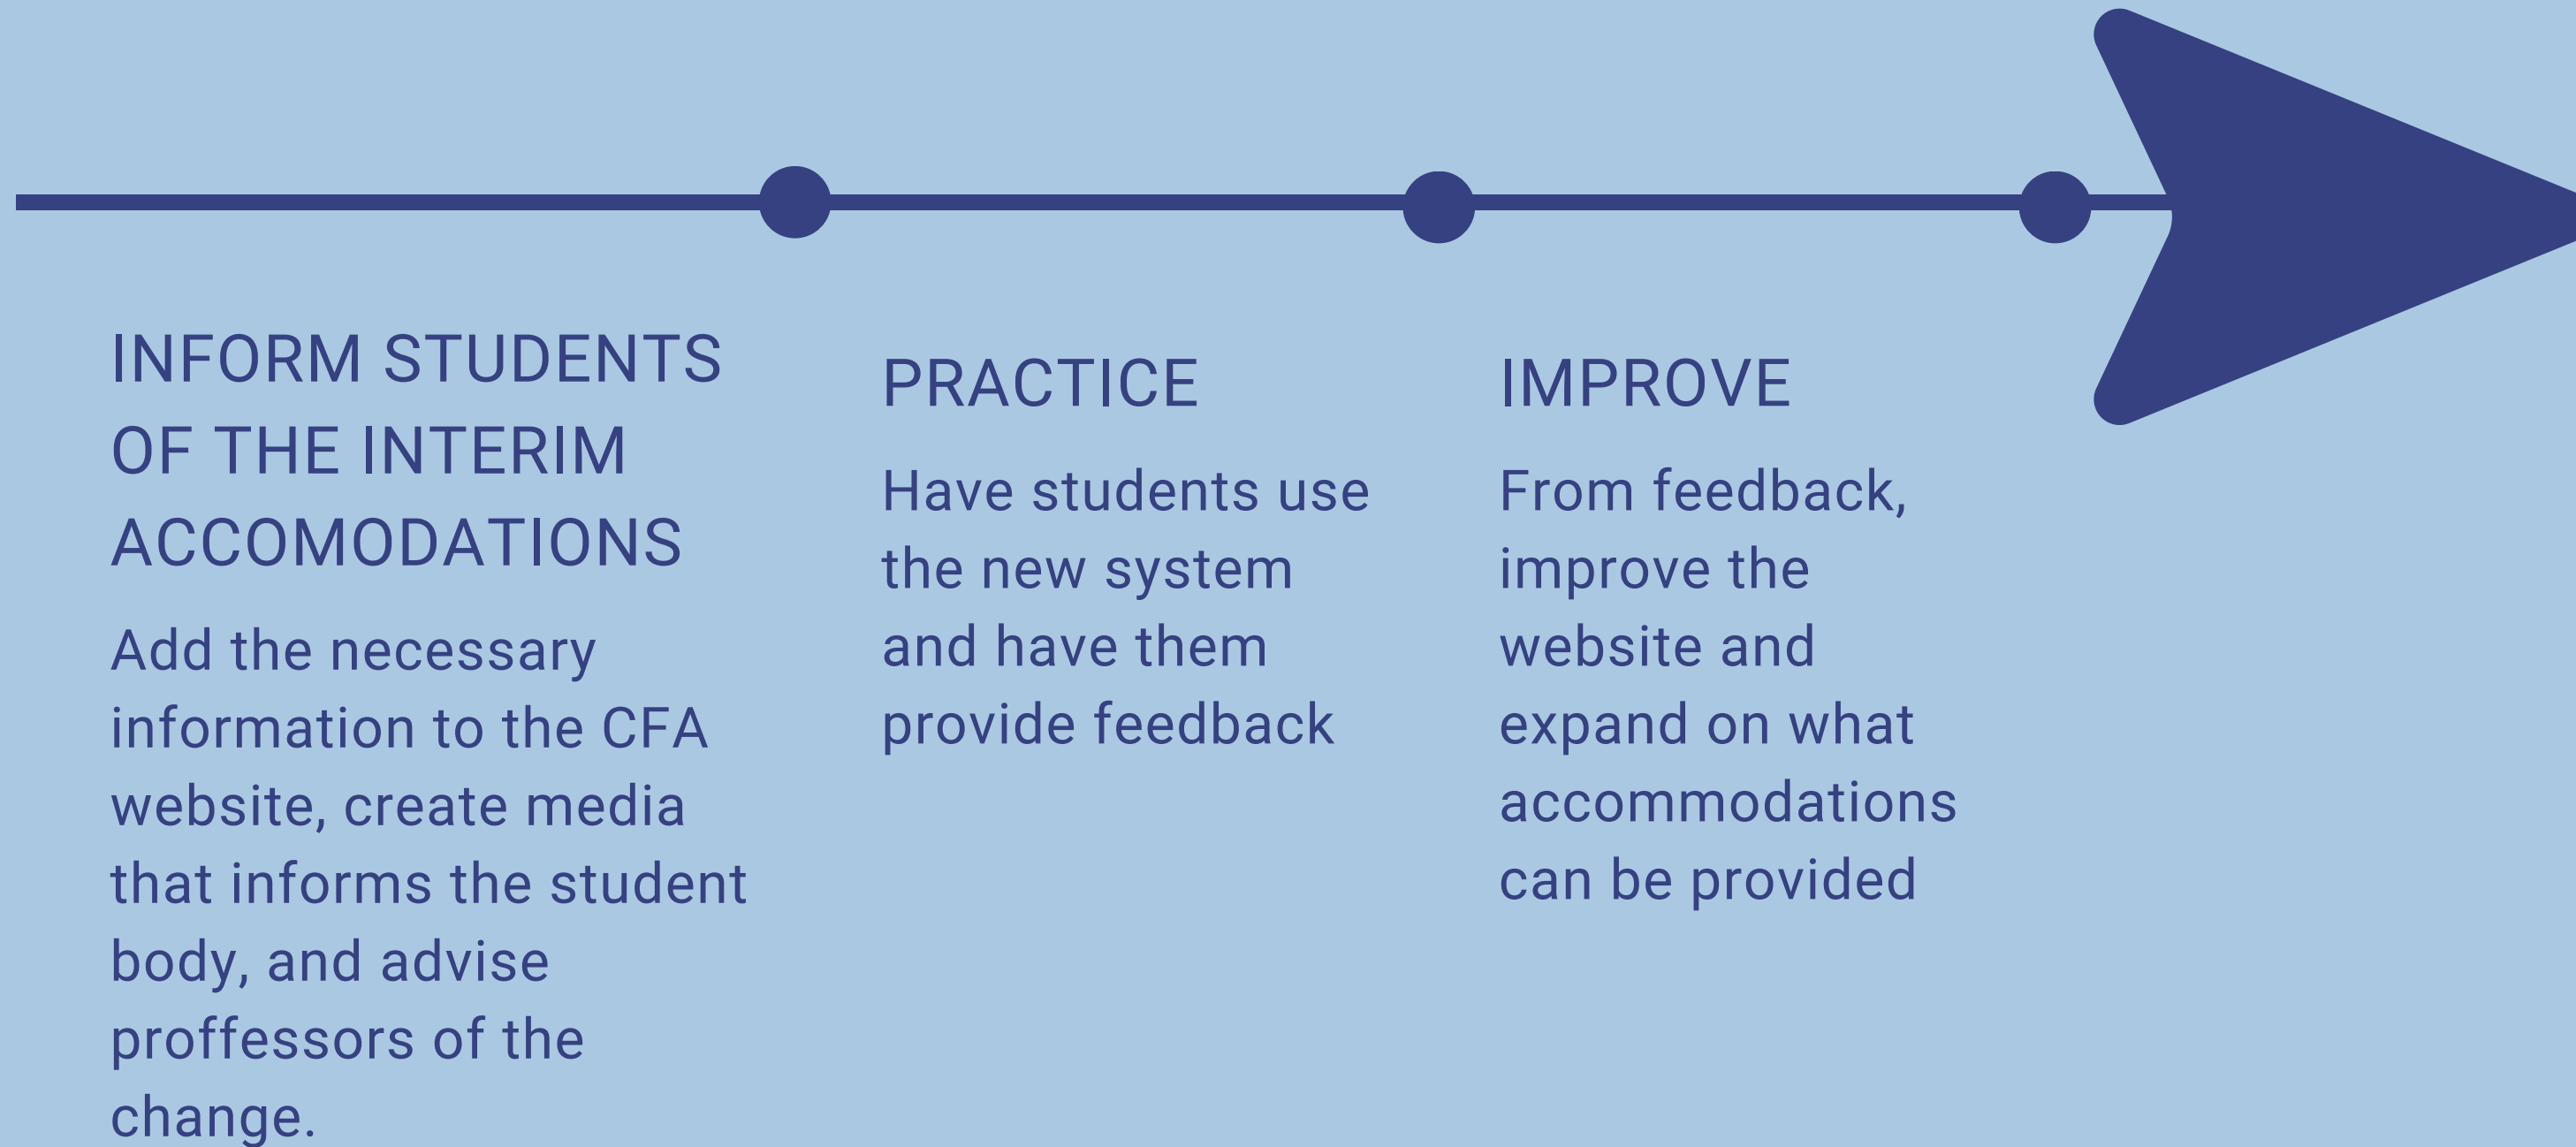 INFORM STUDENTS
OF THE INTERIM
ACCOMODATIONS
Add the necessary
information to the CFA
website, create media
that informs the student
body, and advise
proffessors of the
change.
PRACTICE
Have students use
the new system
and have them
provide feedback
IMPROVE
From feedback,
improve the
website and
expand on what
accommodations
can be provided